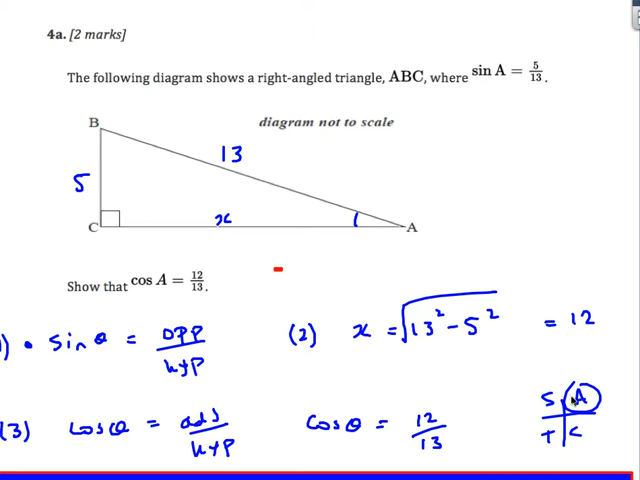 4a. [2 marks]
The following diagram shows a right-angled triangle, ABC, where sin A = 5/13.
B
diagram not to scale
13
5
x
C
A
Show that cos A = 12/13.
) • sin θ = opp/hyp
(2) x = √13² − 5² = 12
(3) cos θ = adj/hyp
cos θ = 12/13
S A
T C